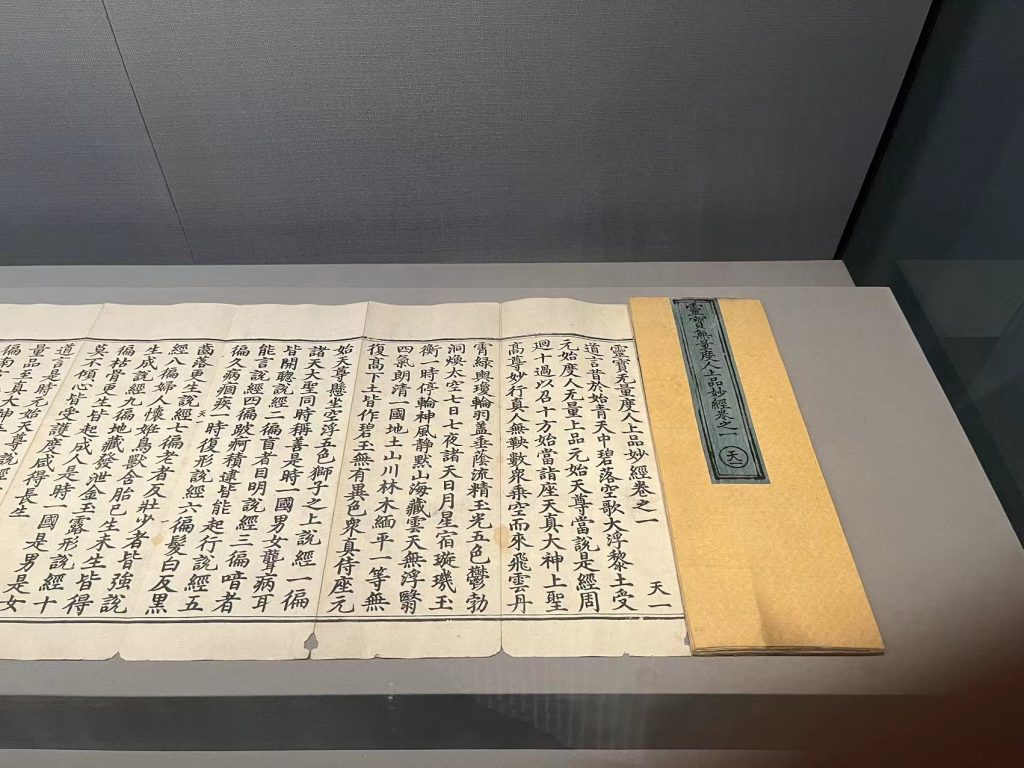 靈寶無量度人上品妙經卷之一
天一
靈寶无量度人上品妙經卷之一
天一
道言昔於始青天中碧落空歌大浮黎土受
元始度人无量上品元始天尊當說是經周
迴十過以召十方始當詣座天真大神上聖
高尊妙行真人無鞅數衆乘空而來飛雲丹
霄緑輿瓊輪羽蓋垂蔭流精玉光五色鬱勃
洞煥太空七日七夜諸天日月星宿璇璣玉
衡一時停輪神風静默山海藏雲天無浮翳
四氣朗清一國地土山川林木緬平一等無
復高下土皆作碧玉無有異色衆真侍座元
始天尊懸坐空浮五色獅子之上說經一徧
諸天大聖同時稱善是時一國男女聾病耳
皆開聰說經二徧盲者目明說經三徧喑者
能言說經四徧跛痾積逮皆能起行說經五
徧久病痼疾一時復形說經六徧髮白反黑
齒落更生說經七徧老者反壯少者皆強說
經八徧婦人懷妊鳥獸含胎已生未生皆得
生成說經九徧地藏發泄金玉露形說經十
徧枯骨更生皆起成人是時一國是男是女
莫不傾心皆受護度咸得長生
道言是時元始天尊說經